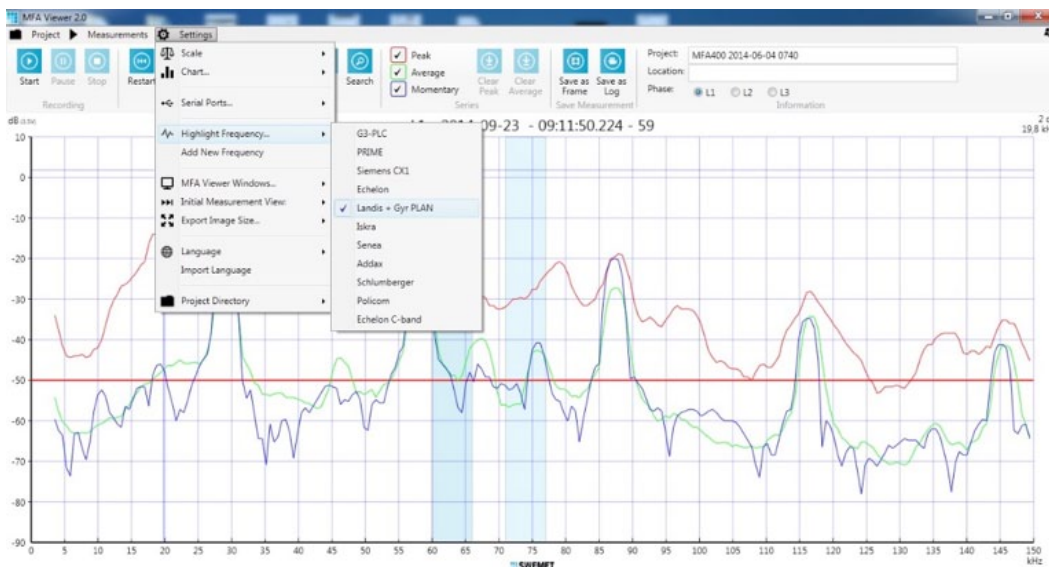 MFA Viewer 2.0
Project Measurements Settings
Start Pause Stop Restart
Recording
Search
Peak
Average
Momentary
Clear Peak Clear Average
Series
Save as Frame Save as Log
Save Measurement
Project: MFA400 2014-06-04 0740
Location:
Phase: L1 L2 L3
Information
Scale
Chart...
Serial Ports...
Highlight Frequency...
Add New Frequency
MFA Viewer Windows...
Initial Measurement View:
Export Image Size...
Language
Import Language
Project Directory
G3-PLC
PRIME
Siemens CX1
Echelon
Landis + Gyr PLAN
Iskra
Senea
Addax
Schlumberger
Policom
Echelon C-band
09-23 - 09:11:50.224 - 59
dB
10
0
-10
-20
-30
-40
-50
-60
-70
-80
-90
0 5 10 15 20 25 30 35 40 45 50 55 60 65 70 75 80 85 90 95 100 105 110 115 120 125 130 135 140 145 150
kHz
SWEMET